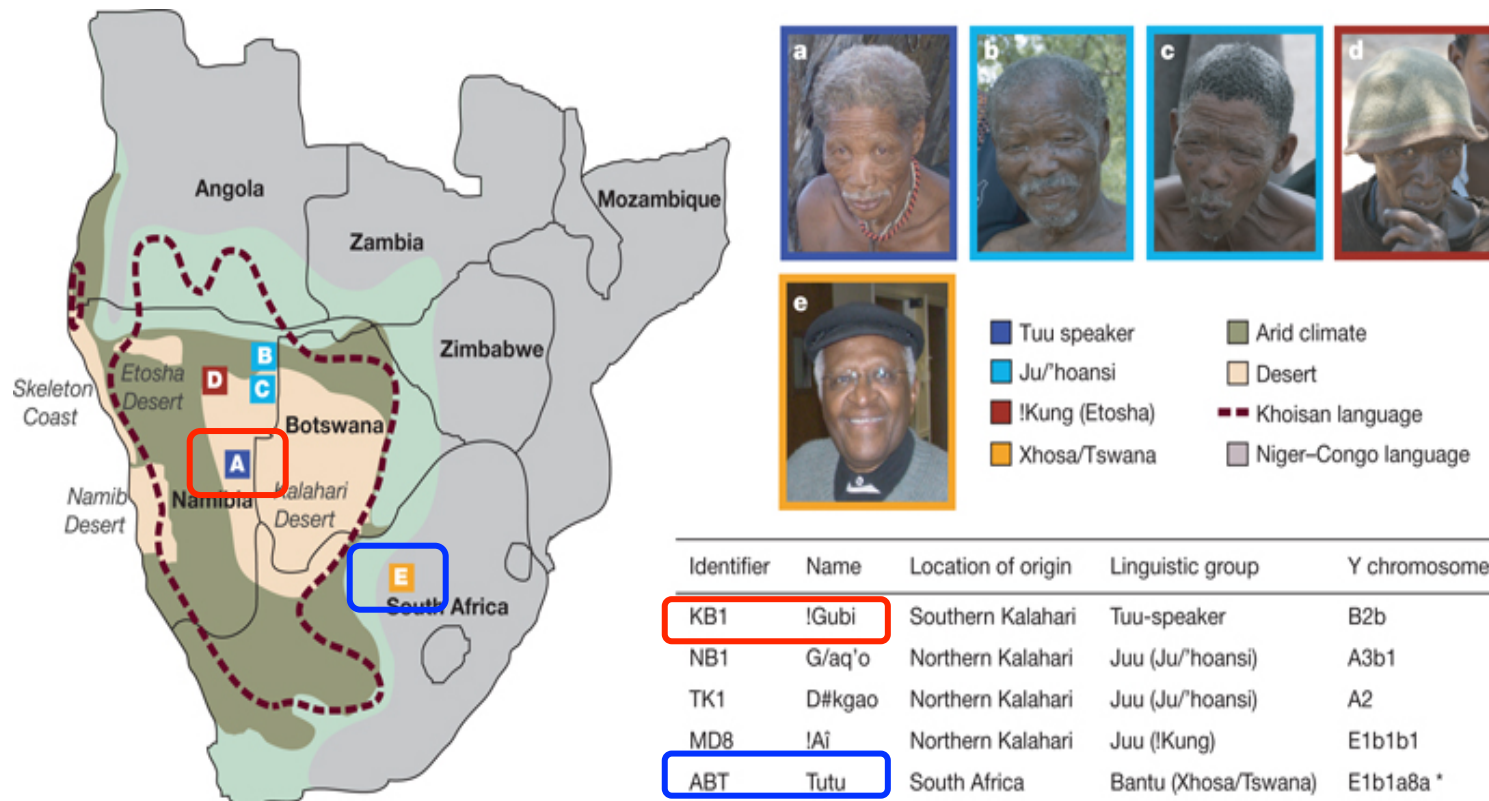 Angola
Zambia
Mozambique
Zimbabwe
B
D
C
Etosha
Desert
Skeleton
Coast
Botswana
A
Namibia
Kalahari
Desert
Namib
Desert
E
South Africa
a
b
c
d
e
Tuu speaker
Ju/'hoansi
!Kung (Etosha)
Xhosa/Tswana
Arid climate
Desert
Khoisan language
Niger–Congo language
Identifier Name Location of origin Linguistic group Y chromosome
KB1 !Gubi Southern Kalahari Tuu-speaker B2b
NB1 G/aq'o Northern Kalahari Juu (Ju/'hoansi) A3b1
TK1 D#kgao Northern Kalahari Juu (Ju/'hoansi) A2
MD8 !Aî Northern Kalahari Juu (!Kung) E1b1b1
ABT Tutu South Africa Bantu (Xhosa/Tswana) E1b1a8a *